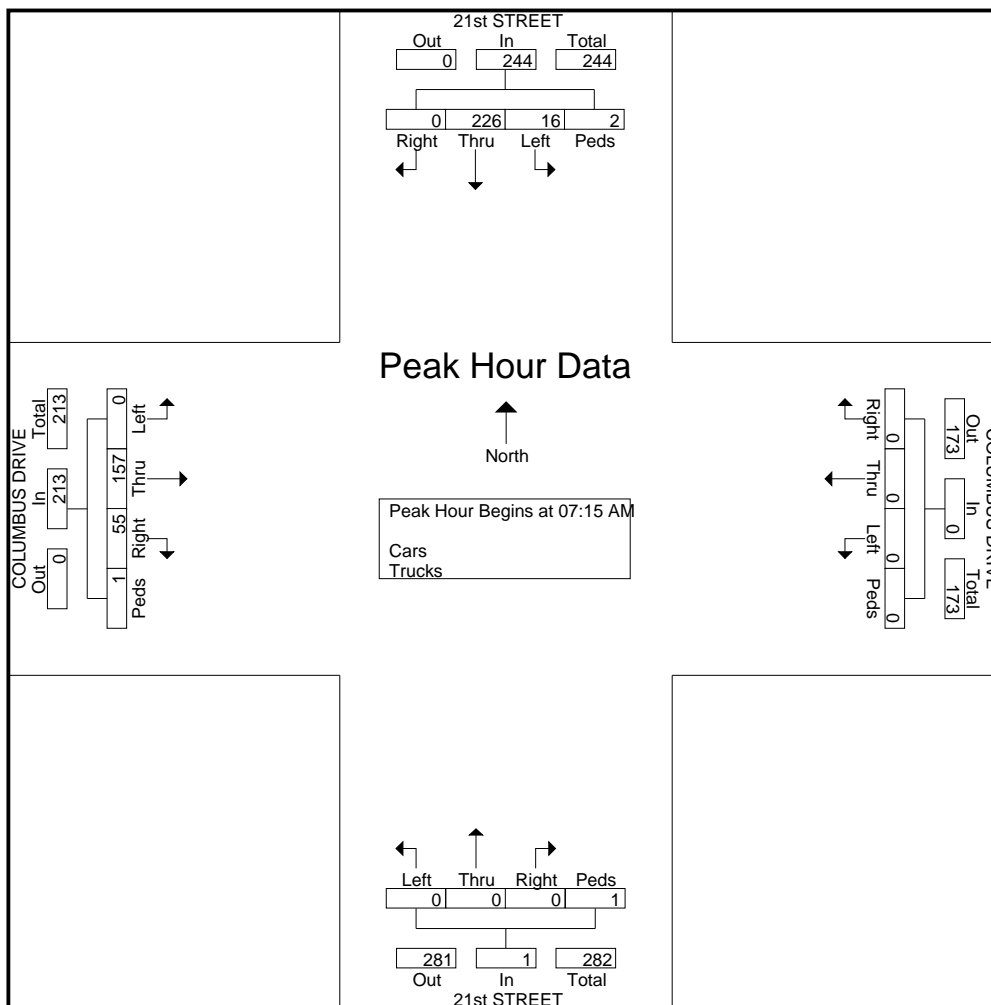 21st STREET
Out In Total
0 244 244
0 226 16 2
Right Thru Left Peds
Peak Hour Data
North
Peak Hour Begins at 07:15 AM
Cars
Trucks
COLUMBUS DRIVE
Out In Total
0 213 213
Left Thru Right Peds
0 157 55 1
COLUMBUS DRIVE
Out In Total
173 0 173
Right Thru Left Peds
0 0 0 0
Left Thru Right Peds
0 0 0 1
281 1 282
Out In Total
21st STREET